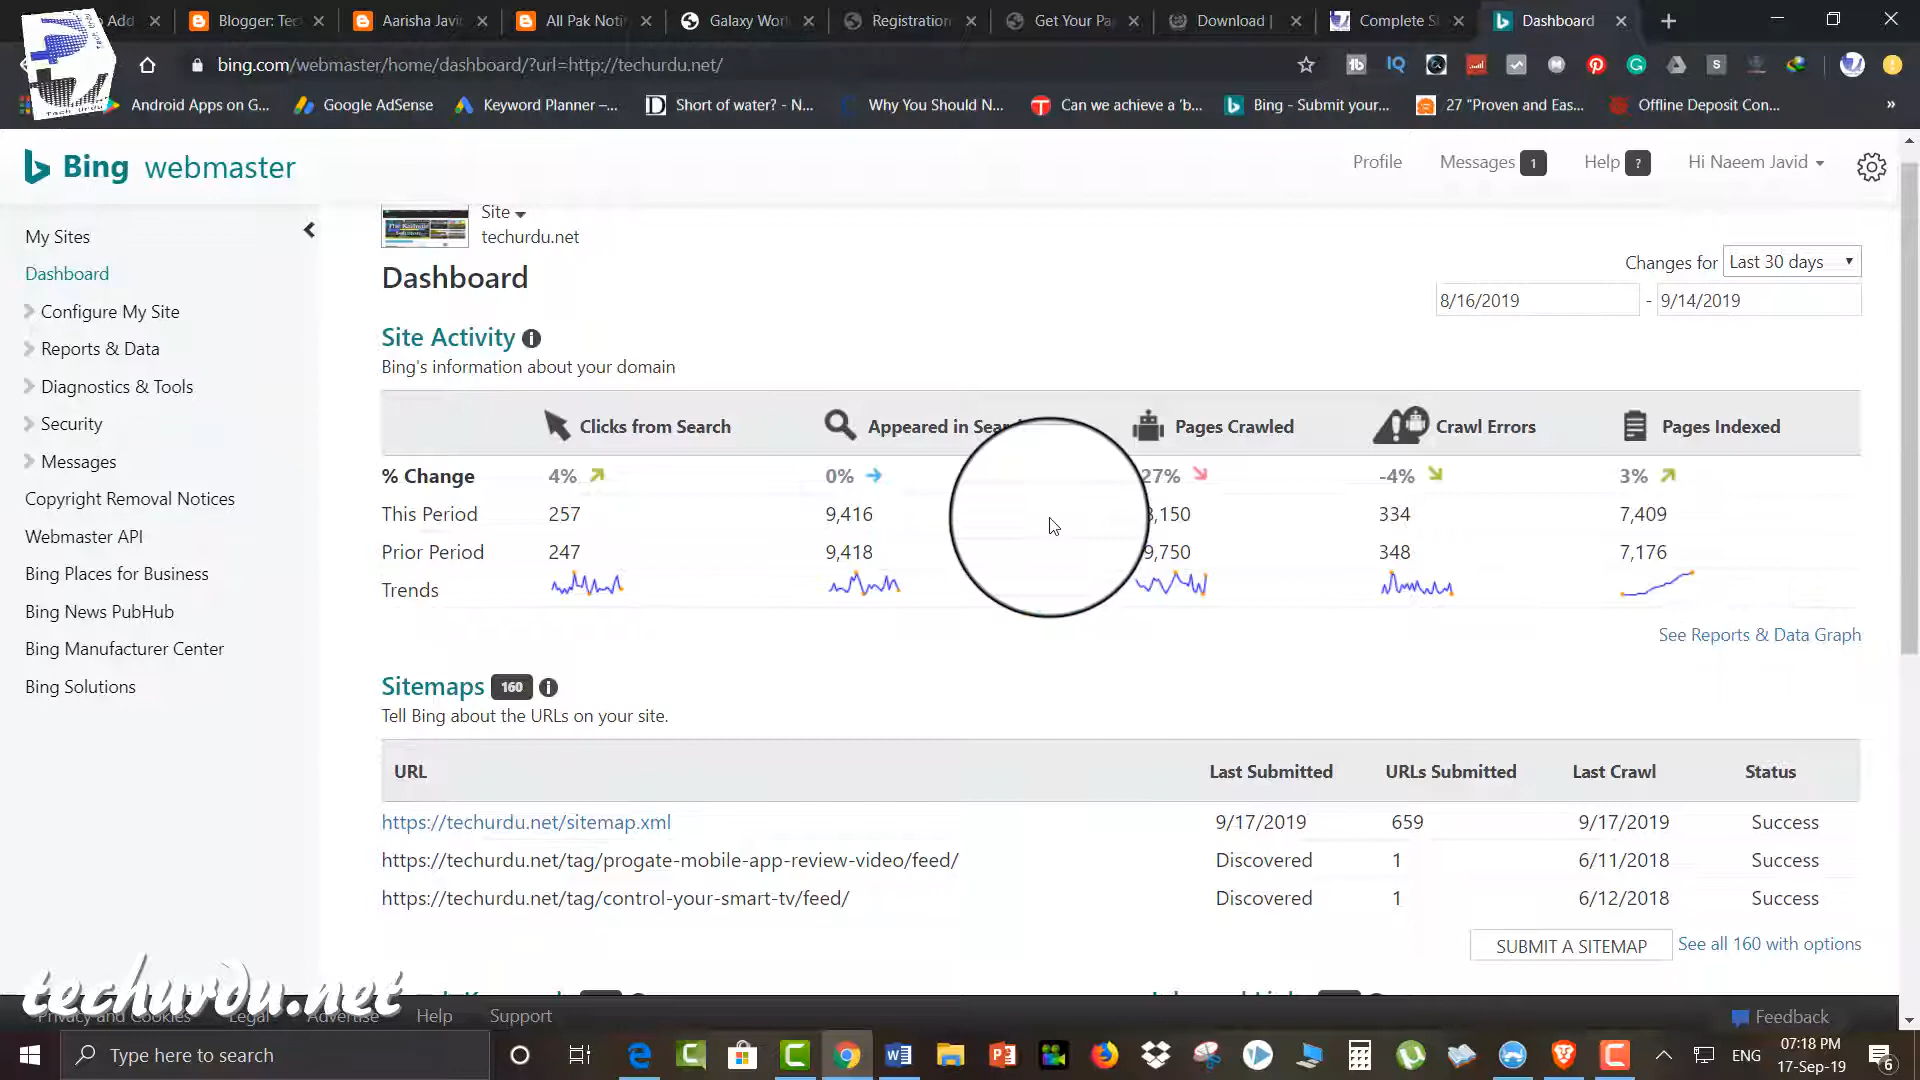 Add
Blogger: Tec
Aarisha Javi
All Pak Noti
Galaxy Worl
Registration
Get Your Pa
Download |
Complete S
Dashboard
bing.com/webmaster/home/dashboard/?url=http://techurdu.net/
Android Apps on G...
Google AdSense
Keyword Planner –...
Short of water? - N...
Why You Should N...
Can we achieve a 'b...
Bing - Submit your...
27 "Proven and Eas...
Offline Deposit Con...
»
Tech Urdu
Bing webmaster
Profile
Messages 1
Help ?
Hi Naeem Javid
My Sites
Dashboard
Configure My Site
Reports & Data
Diagnostics & Tools
Security
Messages
Copyright Removal Notices
Webmaster API
Bing Places for Business
Bing News PubHub
Bing Manufacturer Center
Bing Solutions
Site
techurdu.net
Dashboard
Changes for Last 30 days
8/16/2019 - 9/14/2019
Site Activity
Bing's information about your domain
Clicks from Search Appeared in Sear Pages Crawled Crawl Errors Pages Indexed
% Change 4% 0% 27% -4% 3%
This Period 257 9,416 ,150 334 7,409
Prior Period 247 9,418 9,750 348 7,176
Trends
See Reports & Data Graph
Sitemaps 160
Tell Bing about the URLs on your site.
URL Last Submitted URLs Submitted Last Crawl Status
https://techurdu.net/sitemap.xml 9/17/2019 659 9/17/2019 Success
https://techurdu.net/tag/progate-mobile-app-review-video/feed/ Discovered 1 6/11/2018 Success
https://techurdu.net/tag/control-your-smart-tv/feed/ Discovered 1 6/12/2018 Success
SUBMIT A SITEMAP See all 160 with options
techurdu.net
Privacy and Cookies Legal Advertise Help Support
Feedback
Type here to search
ENG
07:18 PM
17-Sep-19
6